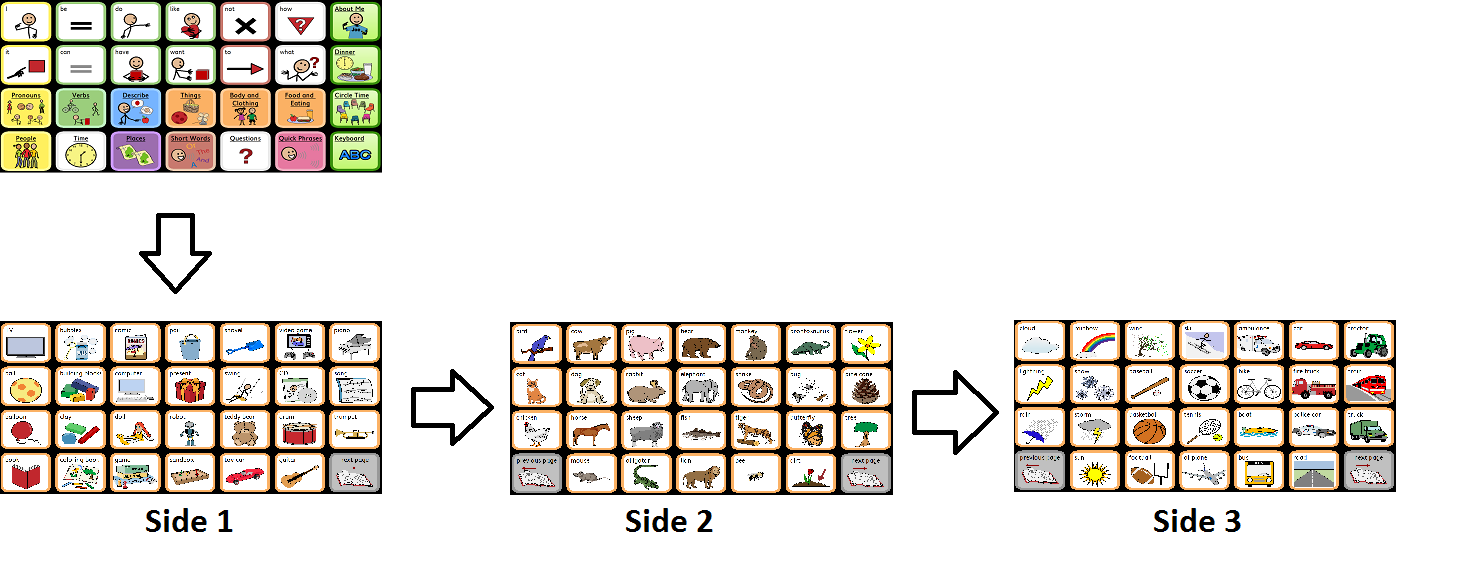 I be do like not how About Me
it can have want to what Dinner
Pronouns Verbs Describe Things Body and Clothing Food and Eating Circle Time
People Time Places Short Words Questions Quick Phrases Keyboard
ABC
TV bubbles comic pail shovel video game piano
ball building blocks computer present swing CD song
balloon clay doll robot teddy bear drum trumpet
book coloring book game sandbox toy car guitar next page
bird cow pig bear monkey brontosaurus flower
cat dog rabbit elephant snake bug pine cone
chicken horse sheep fish tiger butterfly tree
previous page mouse alligator lion bee dirt next page
cloud rainbow wind ski ambulance car tractor
lightning snow baseball soccer bike fire truck train
rain storm basketball tennis boat police car truck
previous page sun football airplane bus road next page
Side 1
Side 2
Side 3